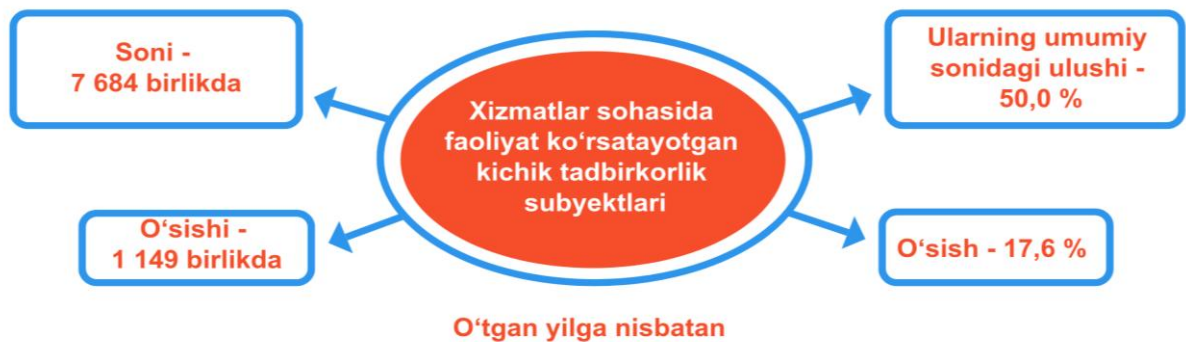 Soni -
7 684 birlikda
Ularning umumiy
sonidagi ulushi -
50,0 %
Xizmatlar sohasida
faoliyat ko‘rsatayotgan
kichik tadbirkorlik
subyektlari
O‘sishi -
1 149 birlikda
O‘sish - 17,6 %
O‘tgan yilga nisbatan